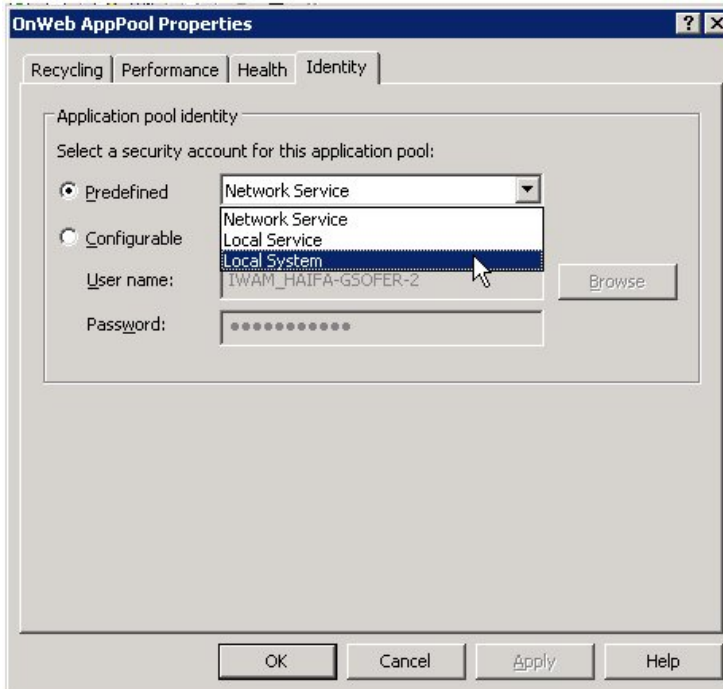 OnWeb AppPool Properties
Recycling Performance Health Identity
Application pool identity
Select a security account for this application pool:
Predefined Network Service
Network Service
Configurable Local Service
Local System
User name: IWAM_HAIFA-GSOFER-2 Browse
Password: ●●●●●●●●●●●
OK Cancel Apply Help